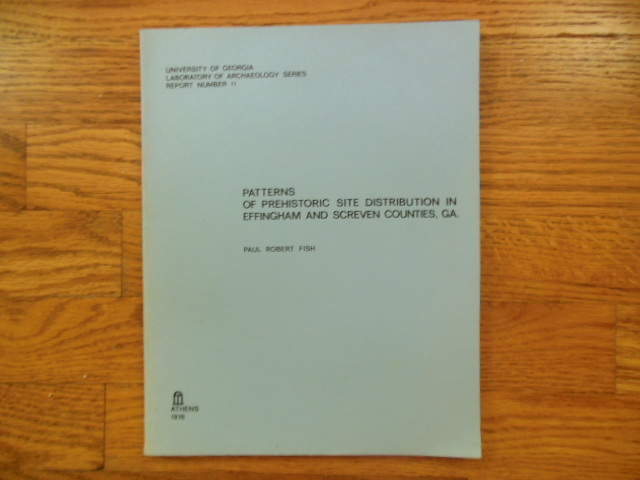 UNIVERSITY OF GEORGIA
LABORATORY OF ARCHAEOLOGY SERIES
REPORT NUMBER 11
PATTERNS
OF PREHISTORIC SITE DISTRIBUTION IN
EFFINGHAM AND SCREVEN COUNTIES, GA.
PAUL ROBERT FISH
ATHENS
1976